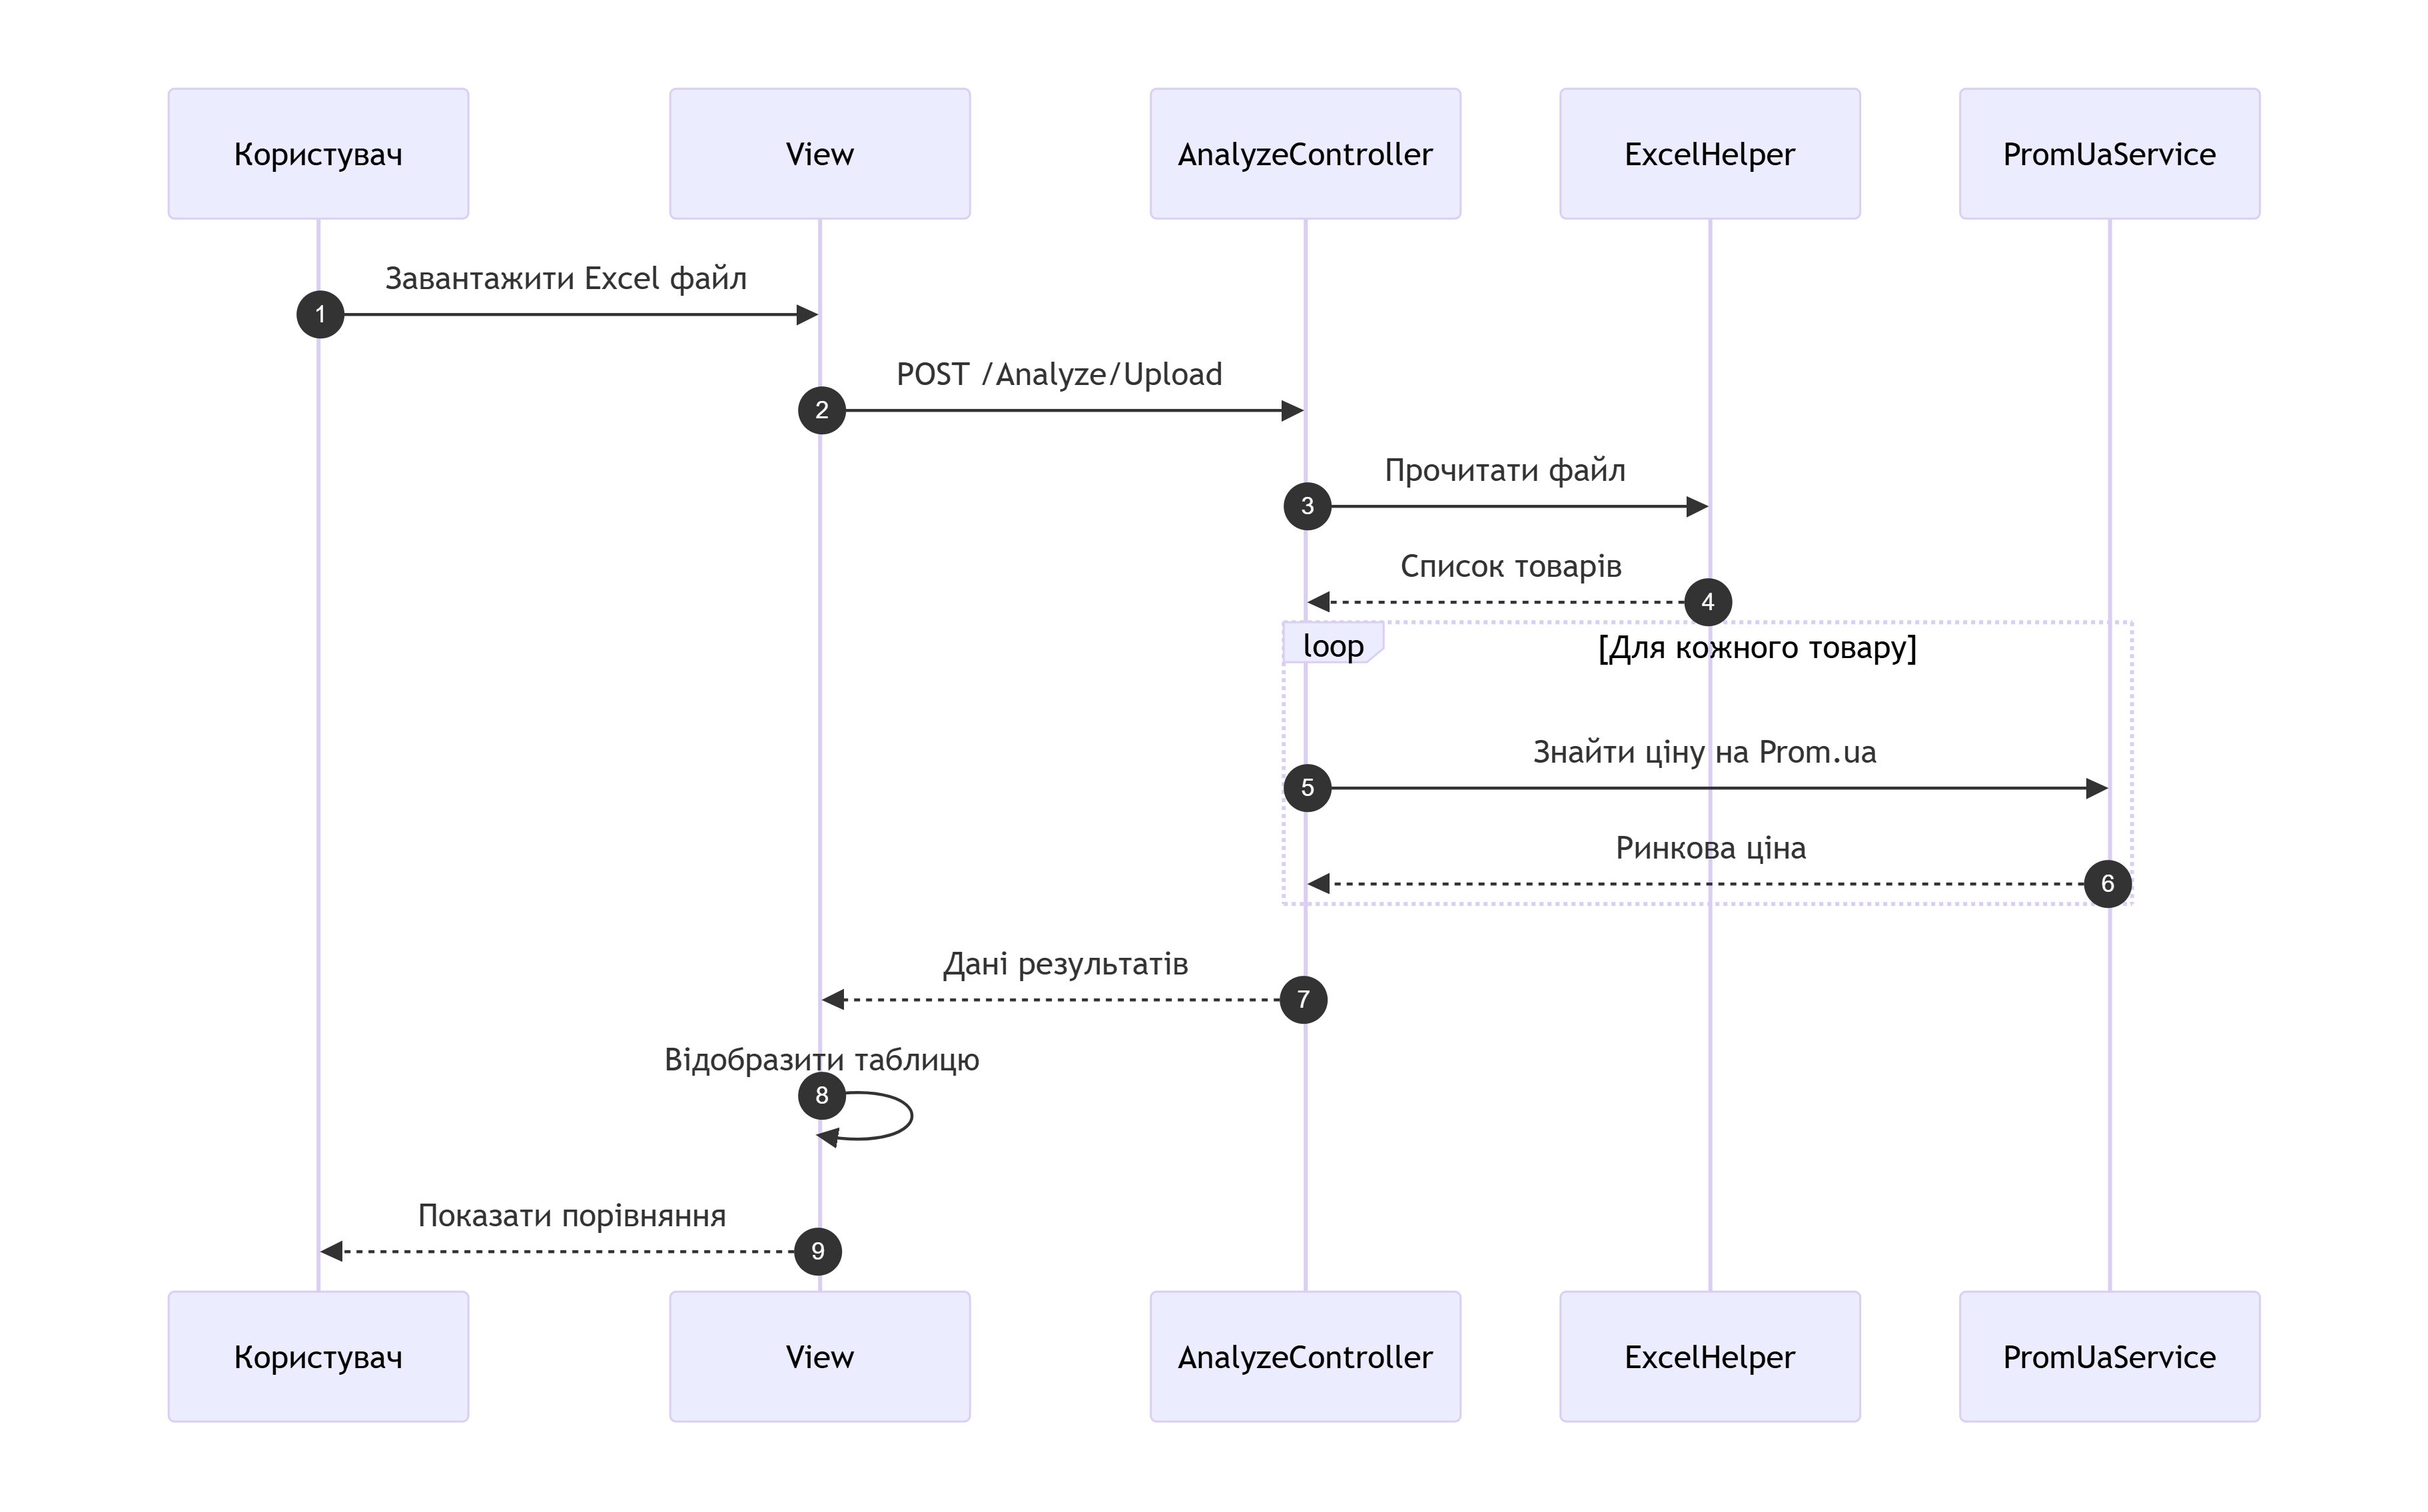 Користувач
View
AnalyzeController
ExcelHelper
PromUaService
Завантажити Excel файл
1
POST /Analyze/Upload
2
Прочитати файл
3
Список товарів
4
loop
[Для кожного товару]
Знайти ціну на Prom.ua
5
Ринкова ціна
6
Дані результатів
7
Відобразити таблицю
8
Показати порівняння
9
Користувач
View
AnalyzeController
ExcelHelper
PromUaService